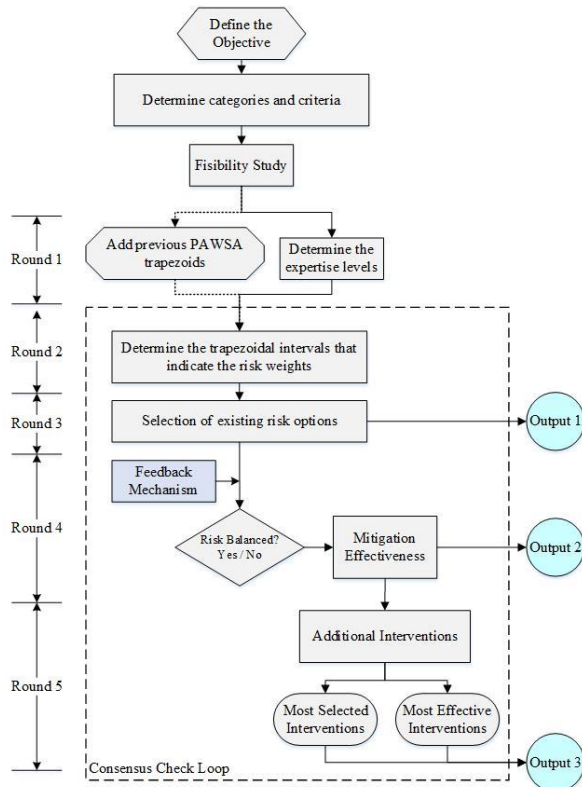 Define the
Objective
Determine categories and criteria
Fisibility Study
Round 1
Add previous PAWSA
trapezoids
Determine the
expertise levels
Round 2
Determine the trapezoidal intervals that
indicate the risk weights
Round 3
Selection of existing risk options
Output 1
Feedback
Mechanism
Round 4
Risk Balanced?
Yes / No
Mitigation
Effectiveness
Output 2
Additional Interventions
Round 5
Most Selected
Interventions
Most Effective
Interventions
Output 3
Consensus Check Loop